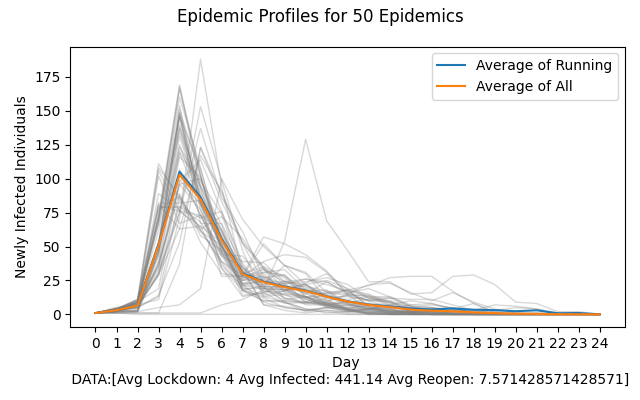 Epidemic Profiles for 50 Epidemics
Average of Running
Average of All
Newly Infected Individuals
175
150
125
100
75
50
25
0
0 1 2 3 4 5 6 7 8 9 10 11 12 13 14 15 16 17 18 19 20 21 22 23 24
Day
DATA:[Avg Lockdown: 4 Avg Infected: 441.14 Avg Reopen: 7.571428571428571]